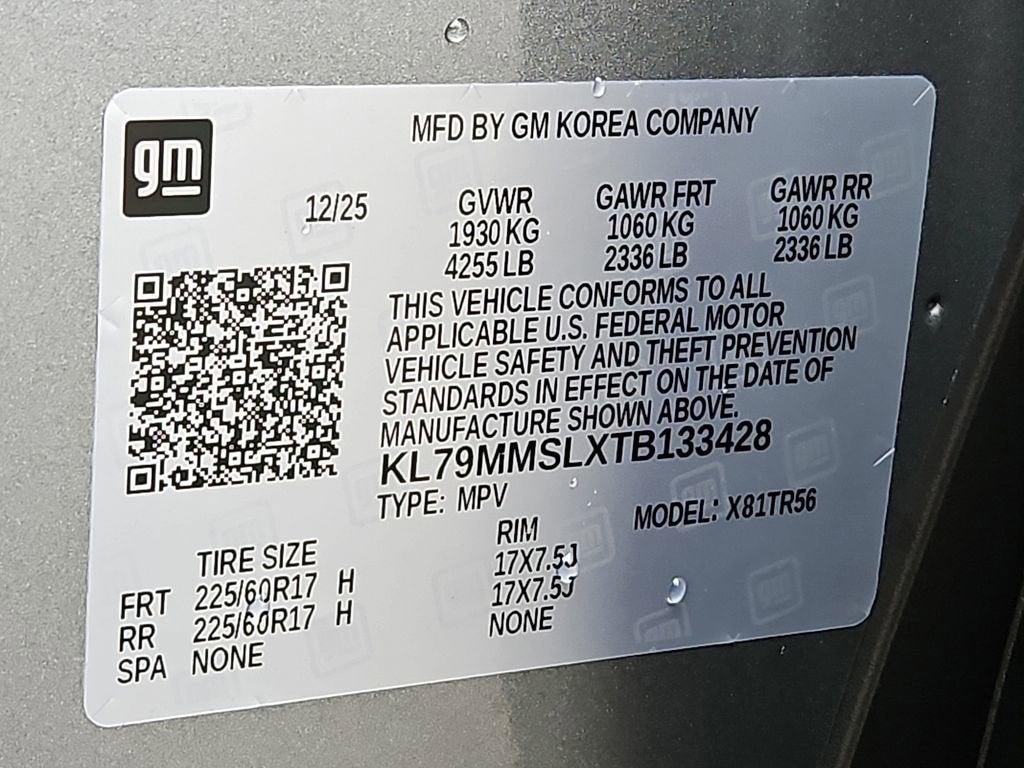 gm
MFD BY GM KOREA COMPANY
12/25
GVWR GAWR FRT GAWR RR
1930 KG 1060 KG 1060 KG
4255 LB 2336 LB 2336 LB
THIS VEHICLE CONFORMS TO ALL
APPLICABLE U.S. FEDERAL MOTOR
VEHICLE SAFETY AND THEFT PREVENTION
STANDARDS IN EFFECT ON THE DATE OF
MANUFACTURE SHOWN ABOVE.
KL79MMSLXTB133428
TYPE: MPV MODEL: X81TR56
TIRE SIZE RIM
FRT 225/60R17 H 17X7.5J
RR 225/60R17 H 17X7.5J
SPA NONE NONE